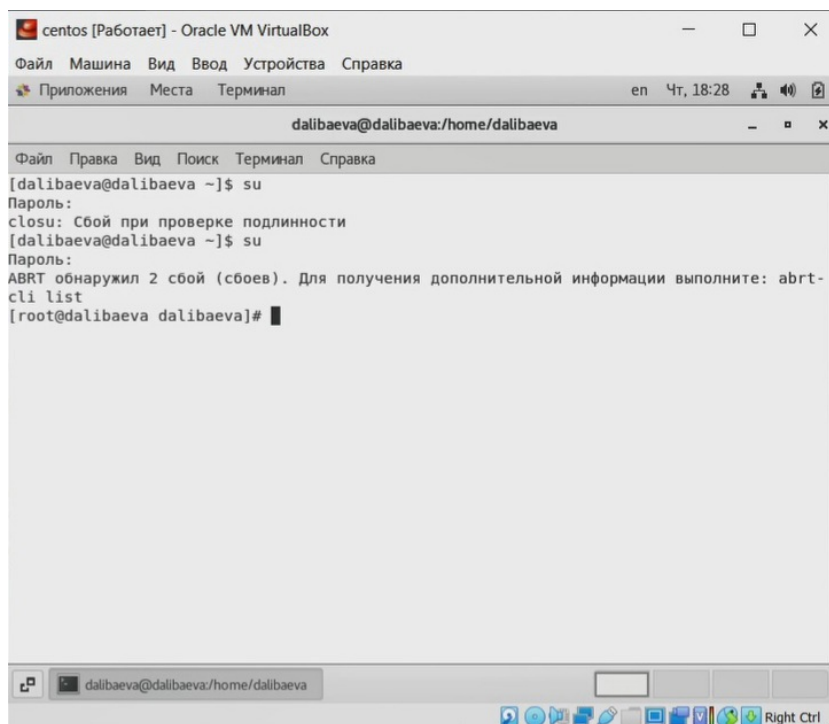 centos [Работает] - Oracle VM VirtualBox
Файл Машина Вид Ввод Устройства Справка
Приложения Места Терминал en Чт, 18:28
dalibaeva@dalibaeva:/home/dalibaeva
Файл Правка Вид Поиск Терминал Справка
[dalibaeva@dalibaeva ~]$ su
Пароль:
closu: Сбой при проверке подлинности
[dalibaeva@dalibaeva ~]$ su
Пароль:
ABRT обнаружил 2 сбой (сбоев). Для получения дополнительной информации выполните: abrt-
cli list
[root@dalibaeva dalibaeva]#
dalibaeva@dalibaeva:/home/dalibaeva
Right Ctrl